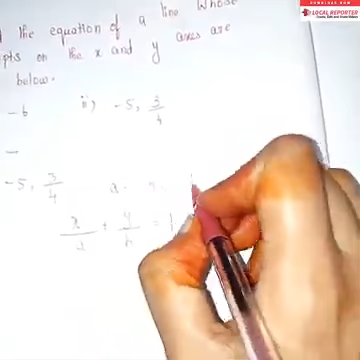 LOCAL REPORTER
the equation of a line whose
pts on the x and y axes are
below.
-6 ii) -5, 3/4
-5, 3/4
x/a + y/b = 1